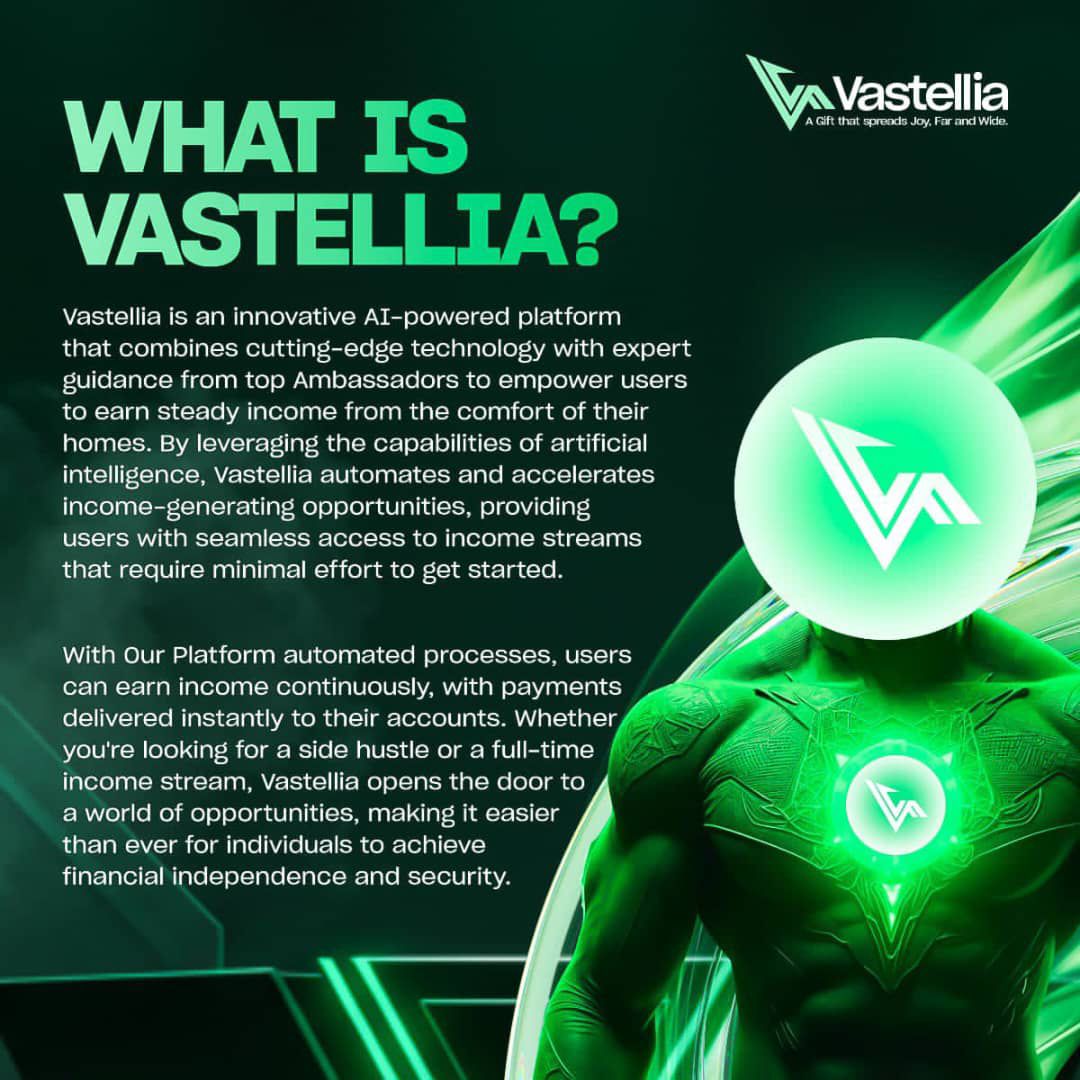 Vastellia
A Gift that spreads Joy, Far and Wide.
WHAT IS
VASTELLIA?
Vastellia is an innovative AI-powered platform
that combines cutting-edge technology with expert
guidance from top Ambassadors to empower users
to earn steady income from the comfort of their
homes. By leveraging the capabilities of artificial
intelligence, Vastellia automates and accelerates
income-generating opportunities, providing
users with seamless access to income streams
that require minimal effort to get started.
With Our Platform automated processes, users
can earn income continuously, with payments
delivered instantly to their accounts. Whether
you're looking for a side hustle or a full-time
income stream, Vastellia opens the door to
a world of opportunities, making it easier
than ever for individuals to achieve
financial independence and security.